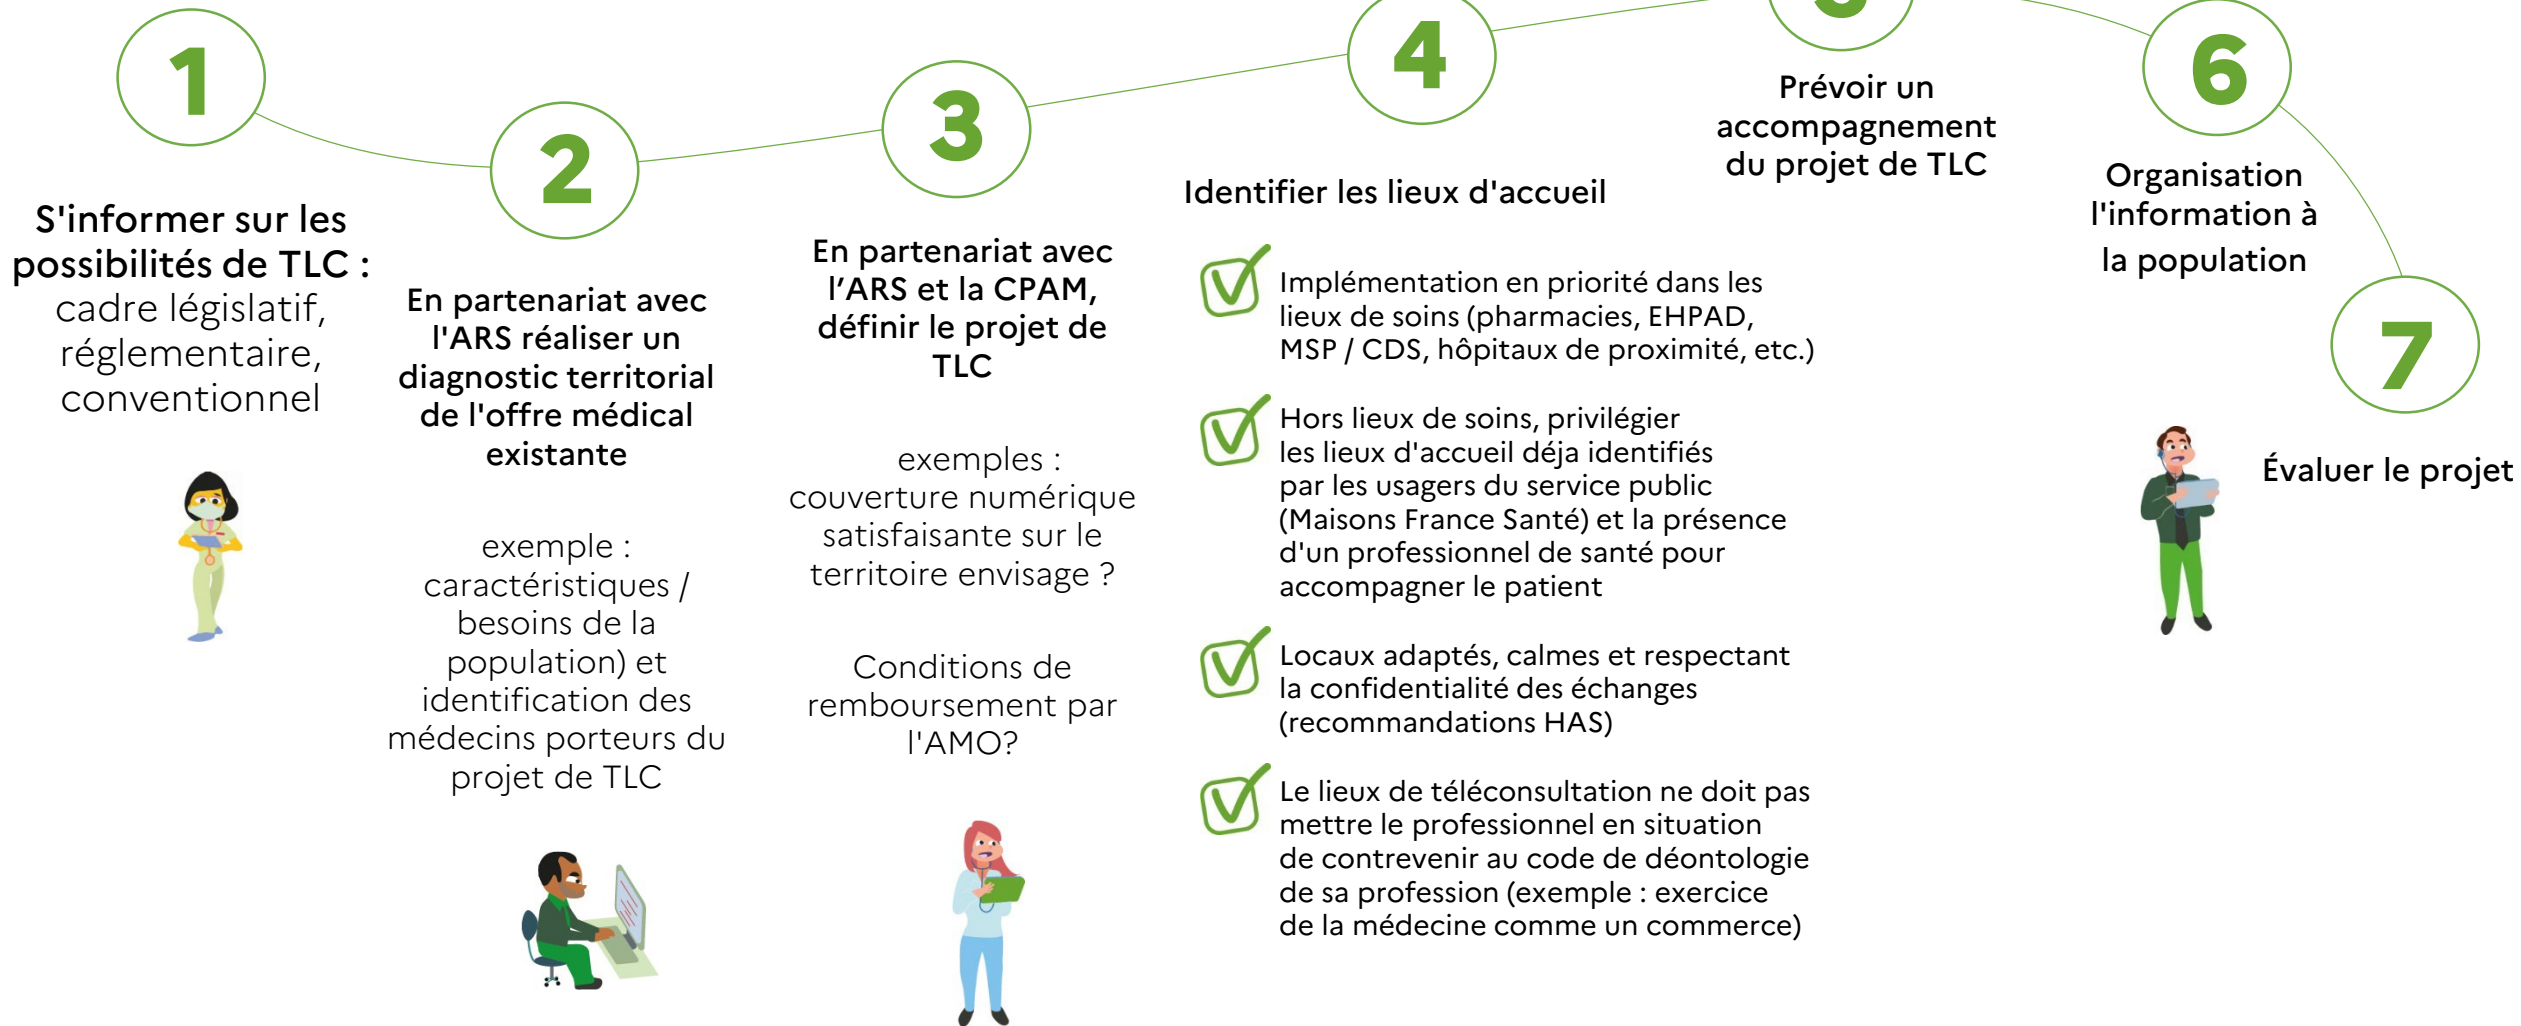 1
S'informer sur les
possibilités de TLC :
cadre législatif,
réglementaire,
conventionnel
2
En partenariat avec
l'ARS réaliser un
diagnostic territorial
de l'offre médical
existante
exemple :
caractéristiques /
besoins de la
population) et
identification des
médecins porteurs du
projet de TLC
3
En partenariat avec
l’ARS et la CPAM,
définir le projet de
TLC
exemples :
couverture numérique
satisfaisante sur le
territoire envisage ?
Conditions de
remboursement par
l'AMO?
4
Identifier les lieux d'accueil
Implémentation en priorité dans les
lieux de soins (pharmacies, EHPAD,
MSP / CDS, hôpitaux de proximité, etc.)
Hors lieux de soins, privilégier
les lieux d'accueil déja identifiés
par les usagers du service public
(Maisons France Santé) et la présence
d'un professionnel de santé pour
accompagner le patient
Locaux adaptés, calmes et respectant
la confidentialité des échanges
(recommandations HAS)
Le lieux de téléconsultation ne doit pas
mettre le professionnel en situation
de contrevenir au code de déontologie
de sa profession (exemple : exercice
de la médecine comme un commerce)
5
Prévoir un
accompagnement
du projet de TLC
6
Organisation
l'information à
la population
7
Évaluer le projet